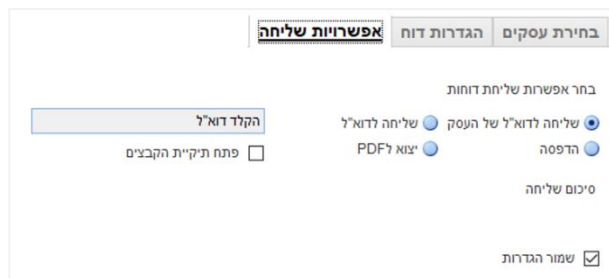 בחירת עסקים הגדרות דוח אפשרויות שליחה
בחר אפשרות שליחת דוחות
שליחה לדוא"ל של העסק שליחה לדוא"ל הקלד דוא"ל
הדפסה יצוא לPDF פתח תיקיית הקבצים
סיכום שליחה
שמור הגדרות